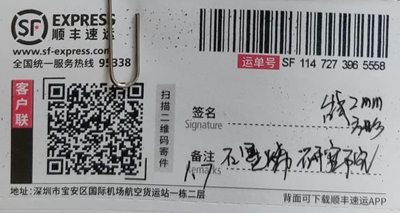 SF EXPRESS
顺丰速运
www.sf-express.com
全国统一服务热线 95338
运单号 SF 114 727 396 5558
客户联
扫描二维码寄件
签名
Signature
2mm
备注
Remarks
地址:深圳市宝安区国际机场航空货运站一栋二层
背面可下载顺丰速运APP